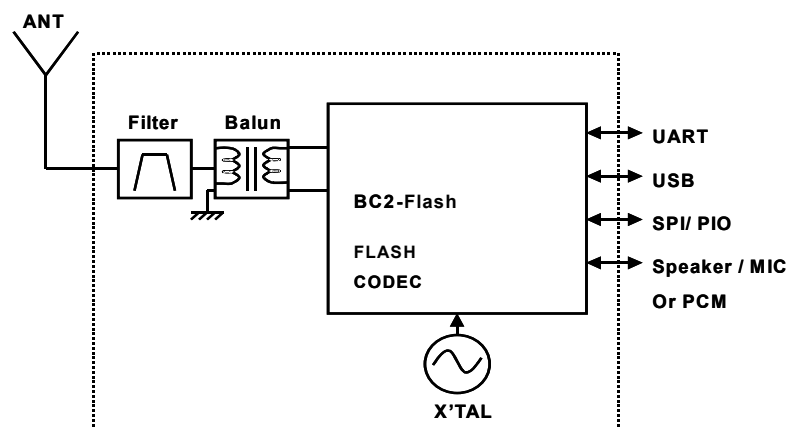 ANT
Filter
Balun
BC2-Flash
FLASH
CODEC
X'TAL
UART
USB
SPI/ PIO
Speaker / MIC
Or PCM